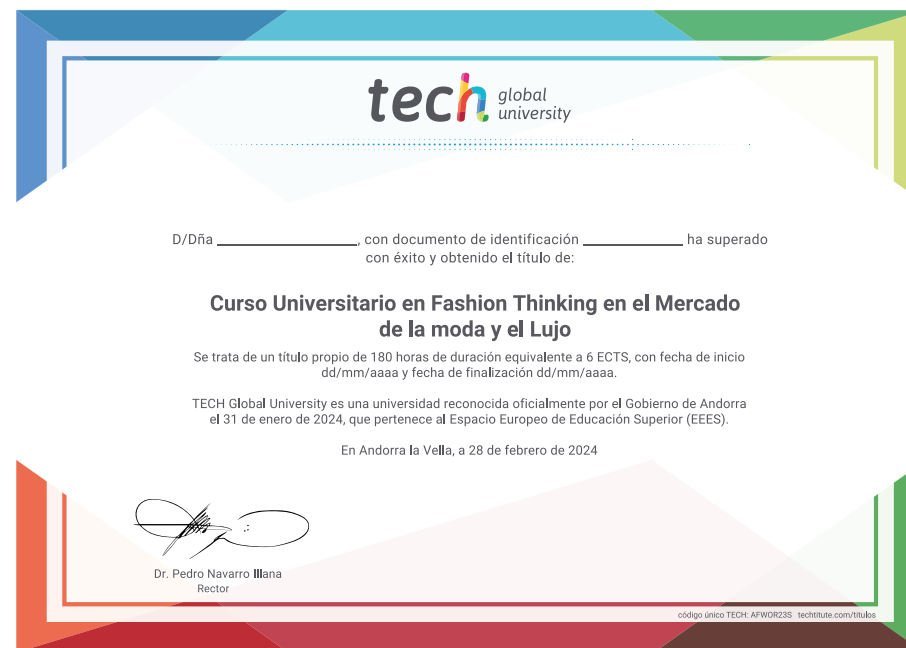 tech global university
D/Dña ____________________, con documento de identificación ______________ ha superado
con éxito y obtenido el título de:
Curso Universitario en Fashion Thinking en el Mercado
de la moda y el Lujo
Se trata de un título propio de 180 horas de duración equivalente a 6 ECTS, con fecha de inicio
dd/mm/aaaa y fecha de finalización dd/mm/aaaa.
TECH Global University es una universidad reconocida oficialmente por el Gobierno de Andorra
el 31 de enero de 2024, que pertenece al Espacio Europeo de Educación Superior (EEES).
En Andorra la Vella, a 28 de febrero de 2024
Dr. Pedro Navarro Illana
Rector
código único TECH: AFWOR23S techtitute.com/titulos